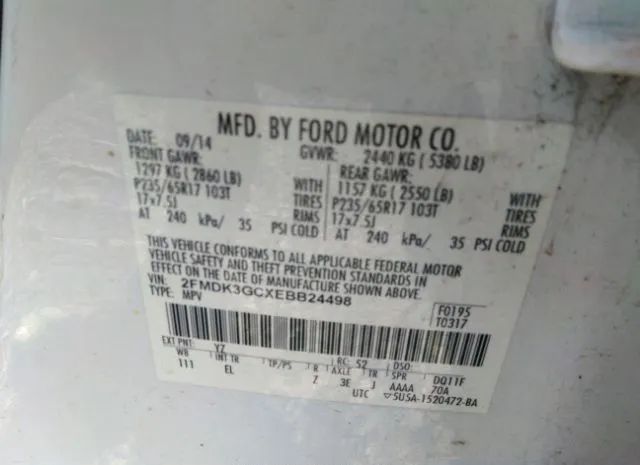 MFD. BY FORD MOTOR CO.
DATE: 09/14 GVWR: 2440 KG ( 5380 LB)
FRONT GAWR: REAR GAWR:
1297 KG ( 2860 LB) WITH 1157 KG ( 2550 LB) WITH
P235/65R17 103T TIRES P235/65R17 103T TIRES
17x7.5J RIMS 17x7.5J RIMS
AT 240 kPa/ 35 PSI COLD AT 240 kPa/ 35 PSI COLD
THIS VEHICLE CONFORMS TO ALL APPLICABLE FEDERAL MOTOR
VEHICLE SAFETY AND THEFT PREVENTION STANDARDS IN
EFFECT ON THE DATE OF MANUFACTURE SHOWN ABOVE.
VIN: 2FMDK3GCXEBB24498 F0195
TYPE: MPV T0317
EXT PNT: YZ RC: 52 DSO:
WB INT TR TP/PS R AXLE TR SPR DQ11F
111 EL Z 3E J AAAA 70A
UTC ▽5U5A-1520472-BA